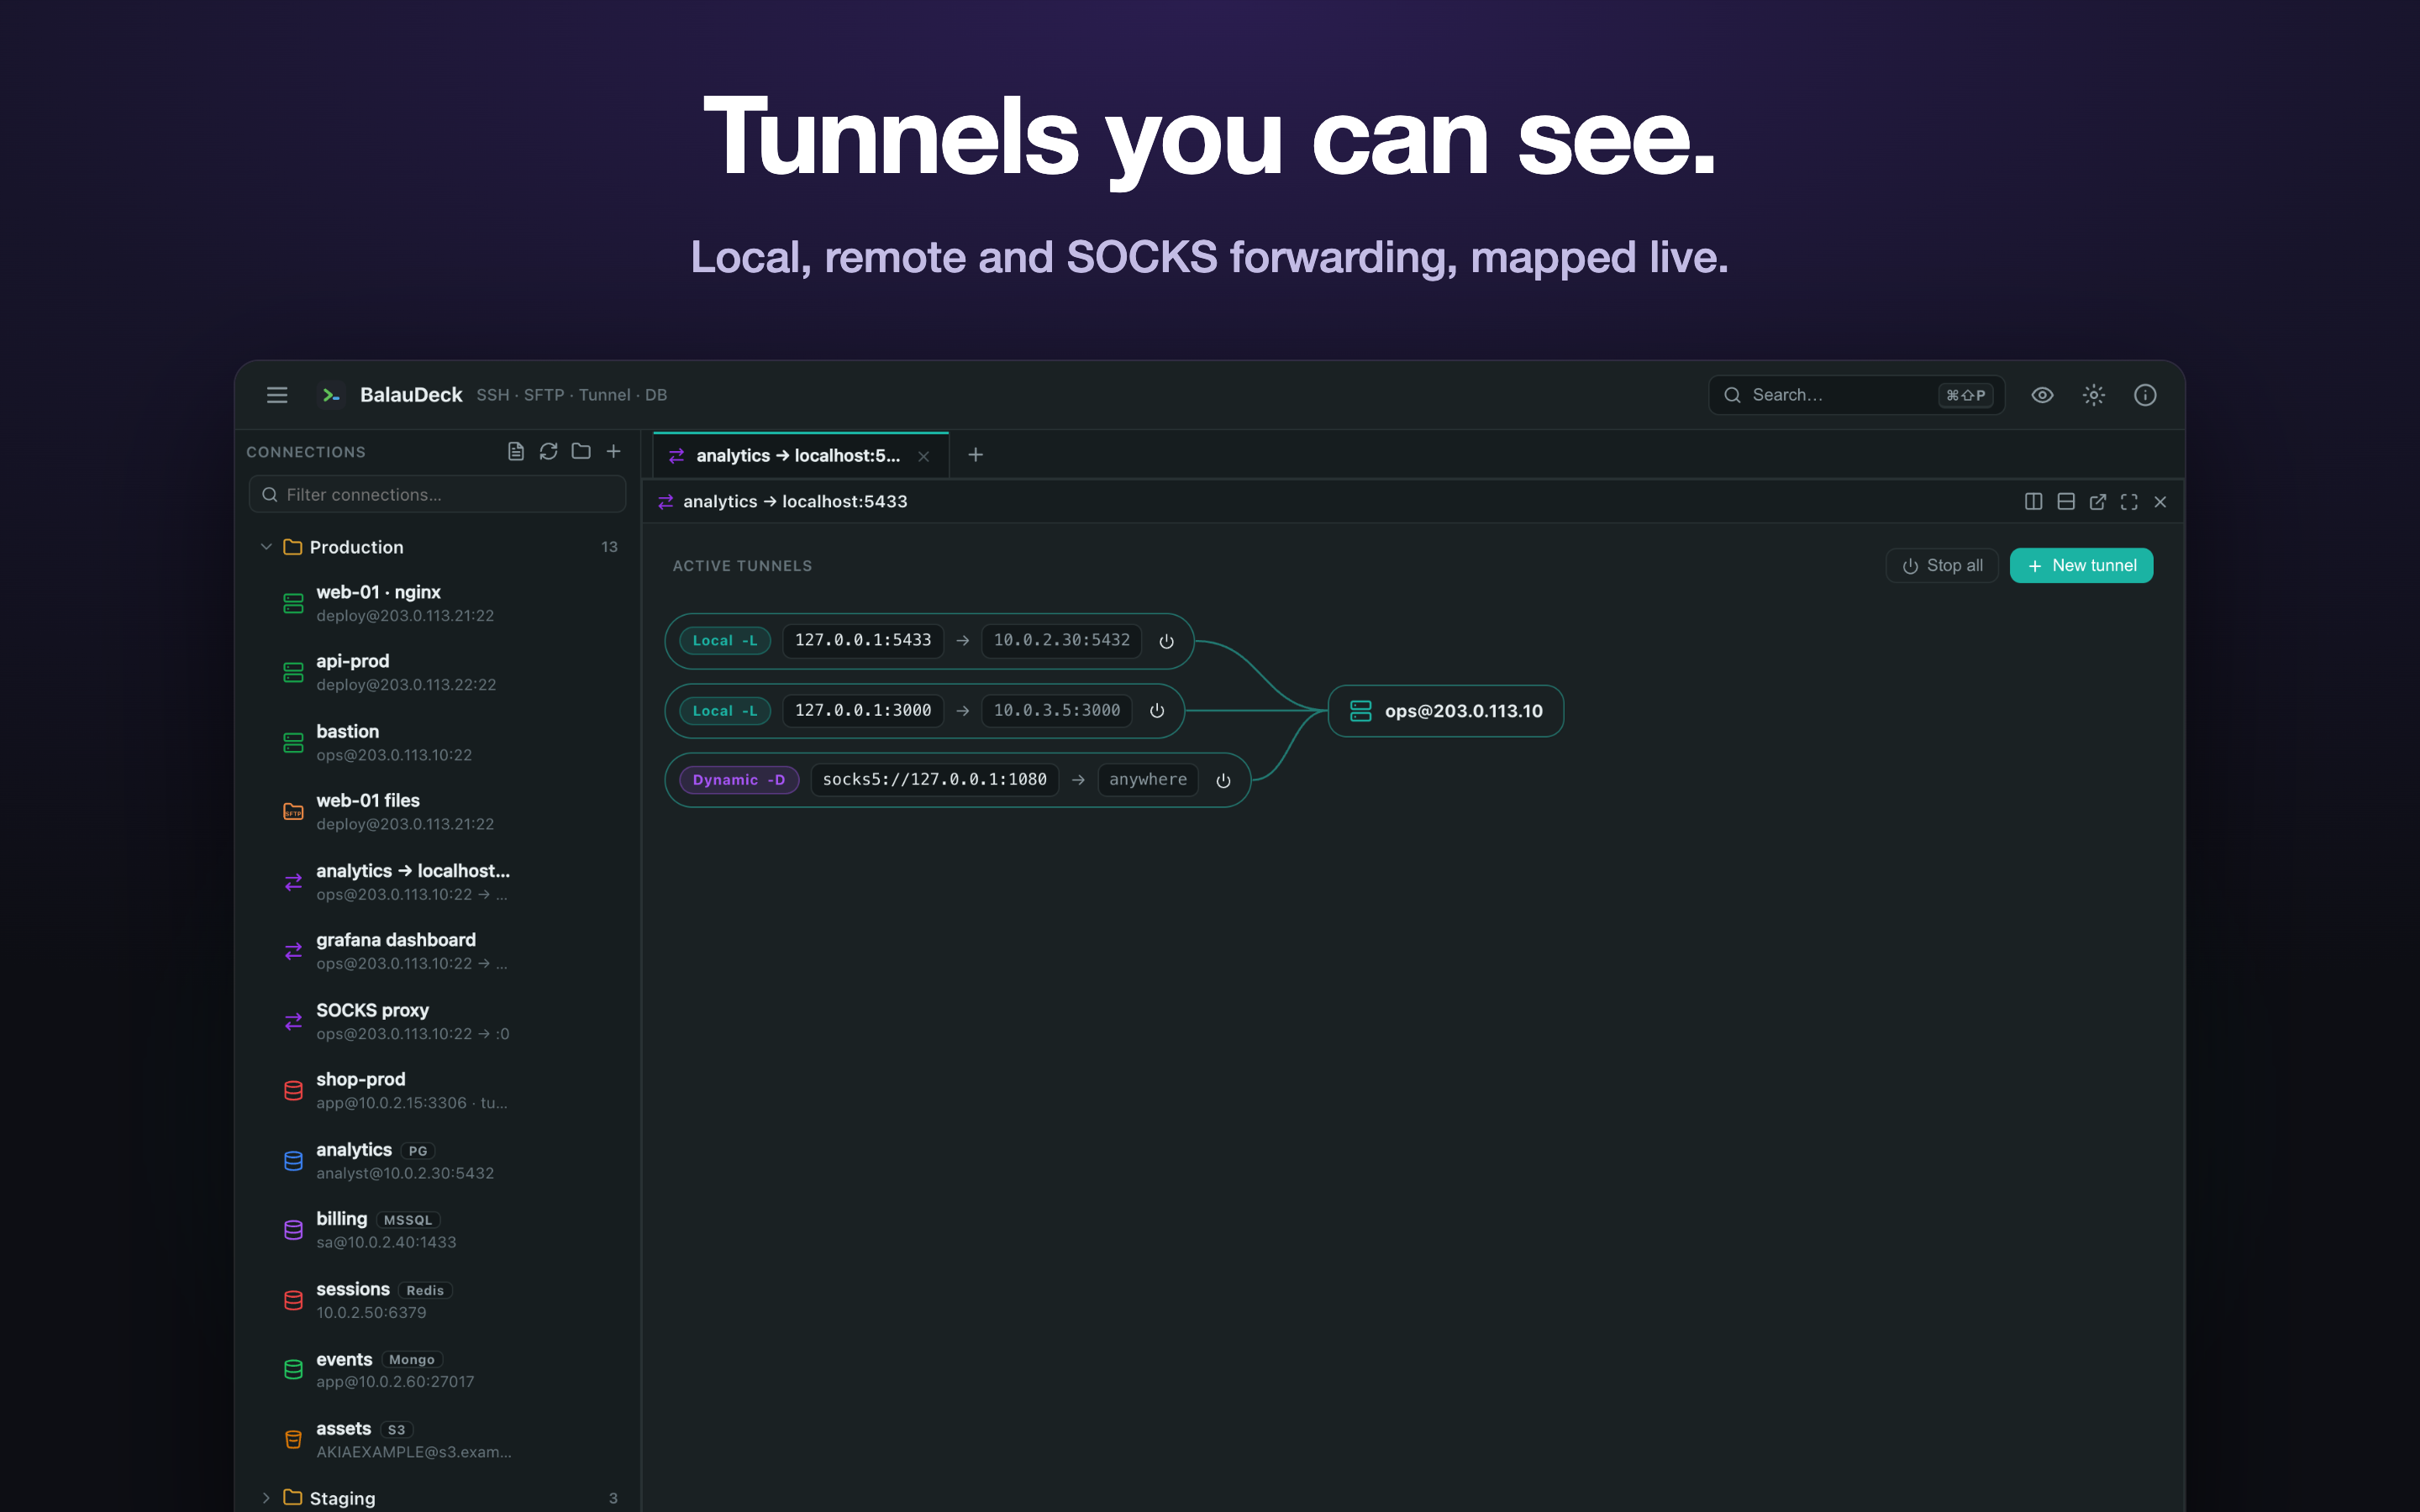 Tunnels you can see.
Local, remote and SOCKS forwarding, mapped live.
BalauDeck SSH · SFTP · Tunnel · DB
Search... ⌘⇧P
CONNECTIONS
Filter connections...
Production 13
web-01 · nginx
deploy@203.0.113.21:22
api-prod
deploy@203.0.113.22:22
bastion
ops@203.0.113.10:22
SFTP
web-01 files
deploy@203.0.113.21:22
analytics → localhost...
ops@203.0.113.10:22 → ...
grafana dashboard
ops@203.0.113.10:22 → ...
SOCKS proxy
ops@203.0.113.10:22 → :0
shop-prod
app@10.0.2.15:3306 · tu...
analytics PG
analyst@10.0.2.30:5432
billing MSSQL
sa@10.0.2.40:1433
sessions Redis
10.0.2.50:6379
events Mongo
app@10.0.2.60:27017
assets S3
AKIAEXAMPLE@s3.exam...
Staging 3
analytics → localhost:5...
analytics → localhost:5433
ACTIVE TUNNELS
Stop all
+ New tunnel
Local -L 127.0.0.1:5433 → 10.0.2.30:5432
Local -L 127.0.0.1:3000 → 10.0.3.5:3000
Dynamic -D socks5://127.0.0.1:1080 → anywhere
ops@203.0.113.10